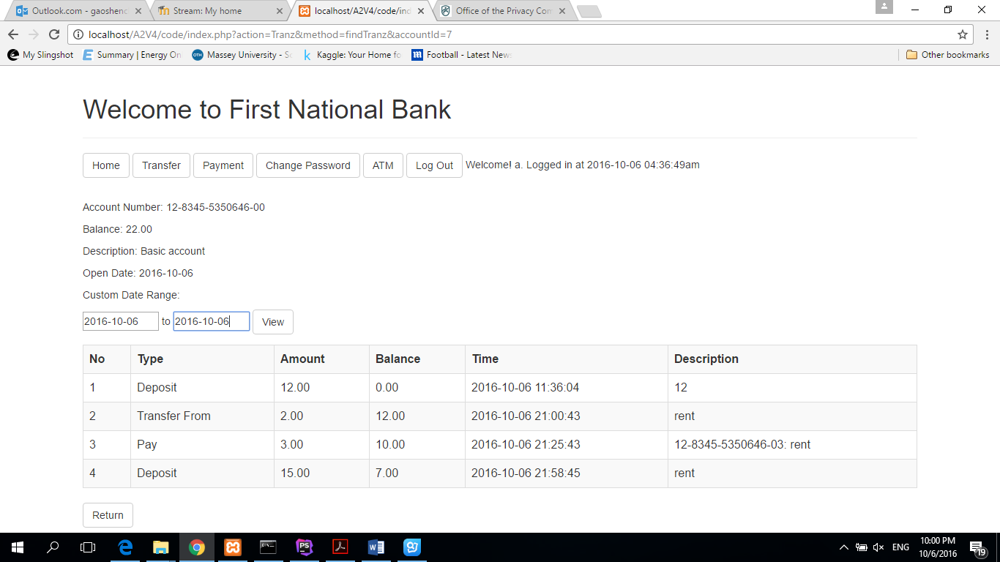 Outlook.com - gaoshenc
Stream: My home
localhost/A2V4/code/ind
Office of the Privacy Com
localhost/A2V4/code/index.php?action=Tranz&method=findTranz&accountId=7
My Slingshot
Summary | Energy On
Massey University - Sc
Kaggle: Your Home fo
Football - Latest News
Other bookmarks
Welcome to First National Bank
Home Transfer Payment Change Password ATM Log Out Welcome! a. Logged in at 2016-10-06 04:36:49am
Account Number: 12-8345-5350646-00
Balance: 22.00
Description: Basic account
Open Date: 2016-10-06
Custom Date Range:
2016-10-06 to 2016-10-06 View
No Type Amount Balance Time Description
1 Deposit 12.00 0.00 2016-10-06 11:36:04 12
2 Transfer From 2.00 12.00 2016-10-06 21:00:43 rent
3 Pay 3.00 10.00 2016-10-06 21:25:43 12-8345-5350646-03: rent
4 Deposit 15.00 7.00 2016-10-06 21:58:45 rent
Return
ENG
10:00 PM
10/6/2016
19